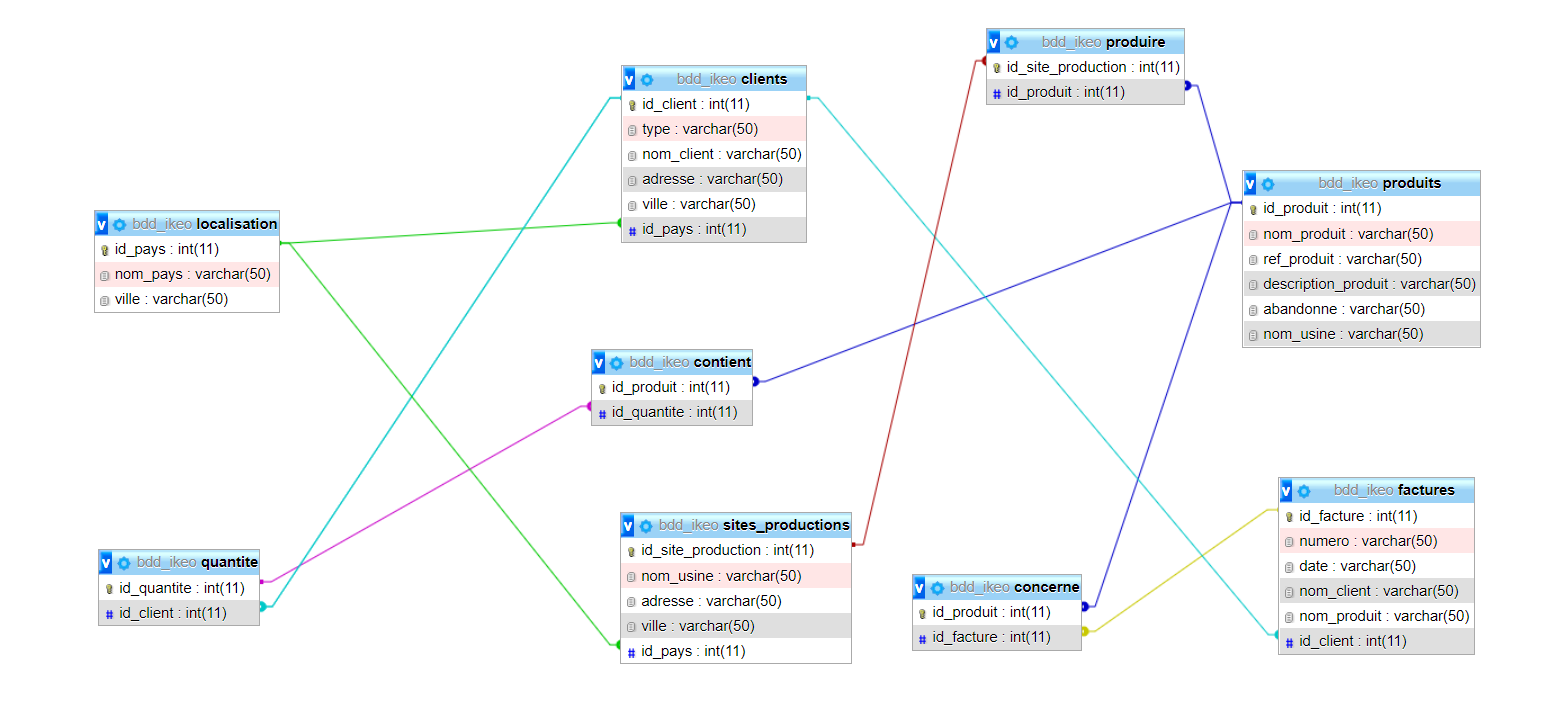 bdd_ikeo produire
id_site_production : int(11)
id_produit : int(11)
bdd_ikeo clients
id_client : int(11)
type : varchar(50)
nom_client : varchar(50)
adresse : varchar(50)
ville : varchar(50)
id_pays : int(11)
bdd_ikeo produits
id_produit : int(11)
nom_produit : varchar(50)
ref_produit : varchar(50)
description_produit : varchar(50)
abandonne : varchar(50)
nom_usine : varchar(50)
bdd_ikeo localisation
id_pays : int(11)
nom_pays : varchar(50)
ville : varchar(50)
bdd_ikeo contient
id_produit : int(11)
id_quantite : int(11)
bdd_ikeo factures
id_facture : int(11)
numero : varchar(50)
date : varchar(50)
nom_client : varchar(50)
nom_produit : varchar(50)
id_client : int(11)
bdd_ikeo sites_productions
id_site_production : int(11)
nom_usine : varchar(50)
adresse : varchar(50)
ville : varchar(50)
id_pays : int(11)
bdd_ikeo quantite
id_quantite : int(11)
id_client : int(11)
bdd_ikeo concerne
id_produit : int(11)
id_facture : int(11)